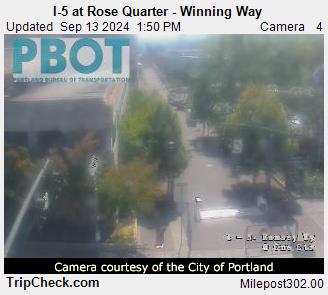 I-5 at Rose Quarter - Winning Way
Updated Sep 13 2024 1:50 PM Camera 4
PBOT
PORTLAND BUREAU OF TRANSPORTATION
Camera courtesy of the City of Portland
TripCheck.com Milepost302.00